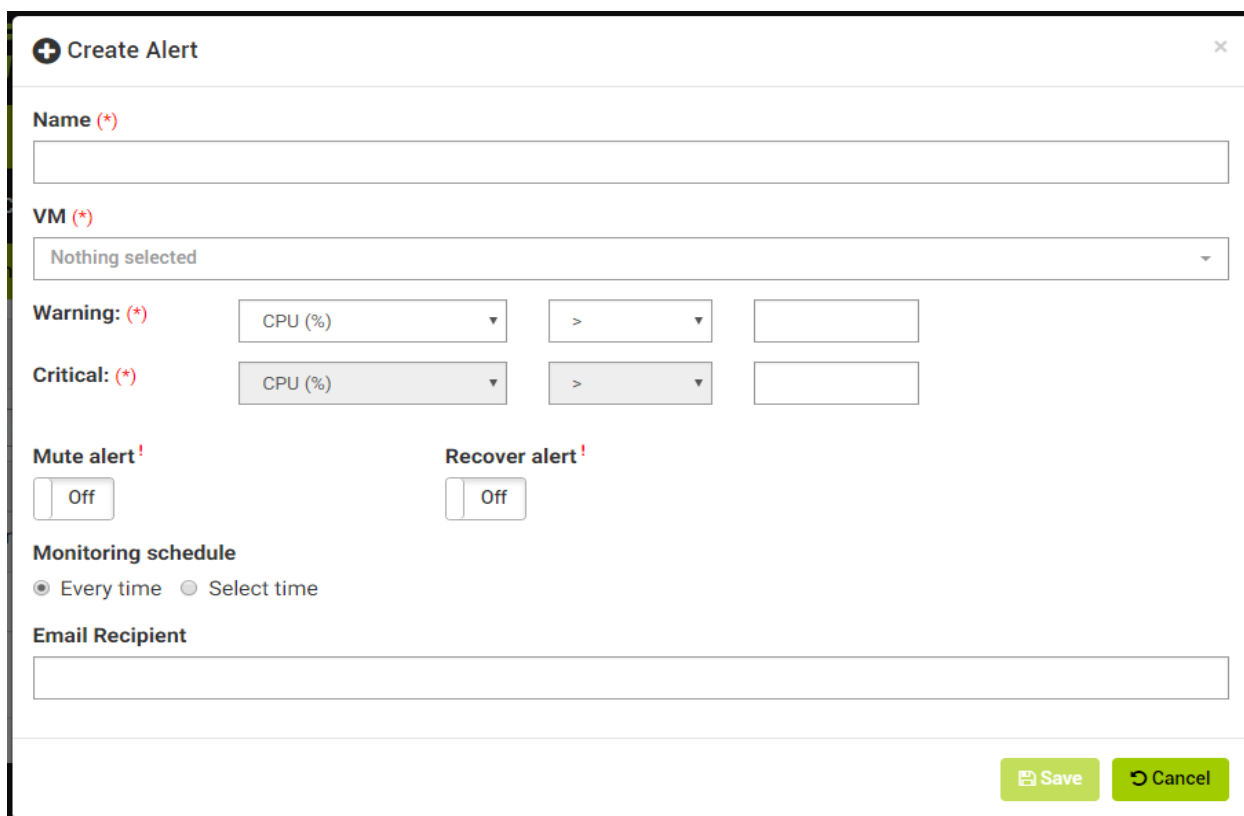 Create Alert ×
Name (*)
VM (*)
Nothing selected
Warning: (*) CPU (%) >
Critical: (*) CPU (%) >
Mute alert ! Recover alert !
Off Off
Monitoring schedule
Every time Select time
Email Recipient
Save Cancel